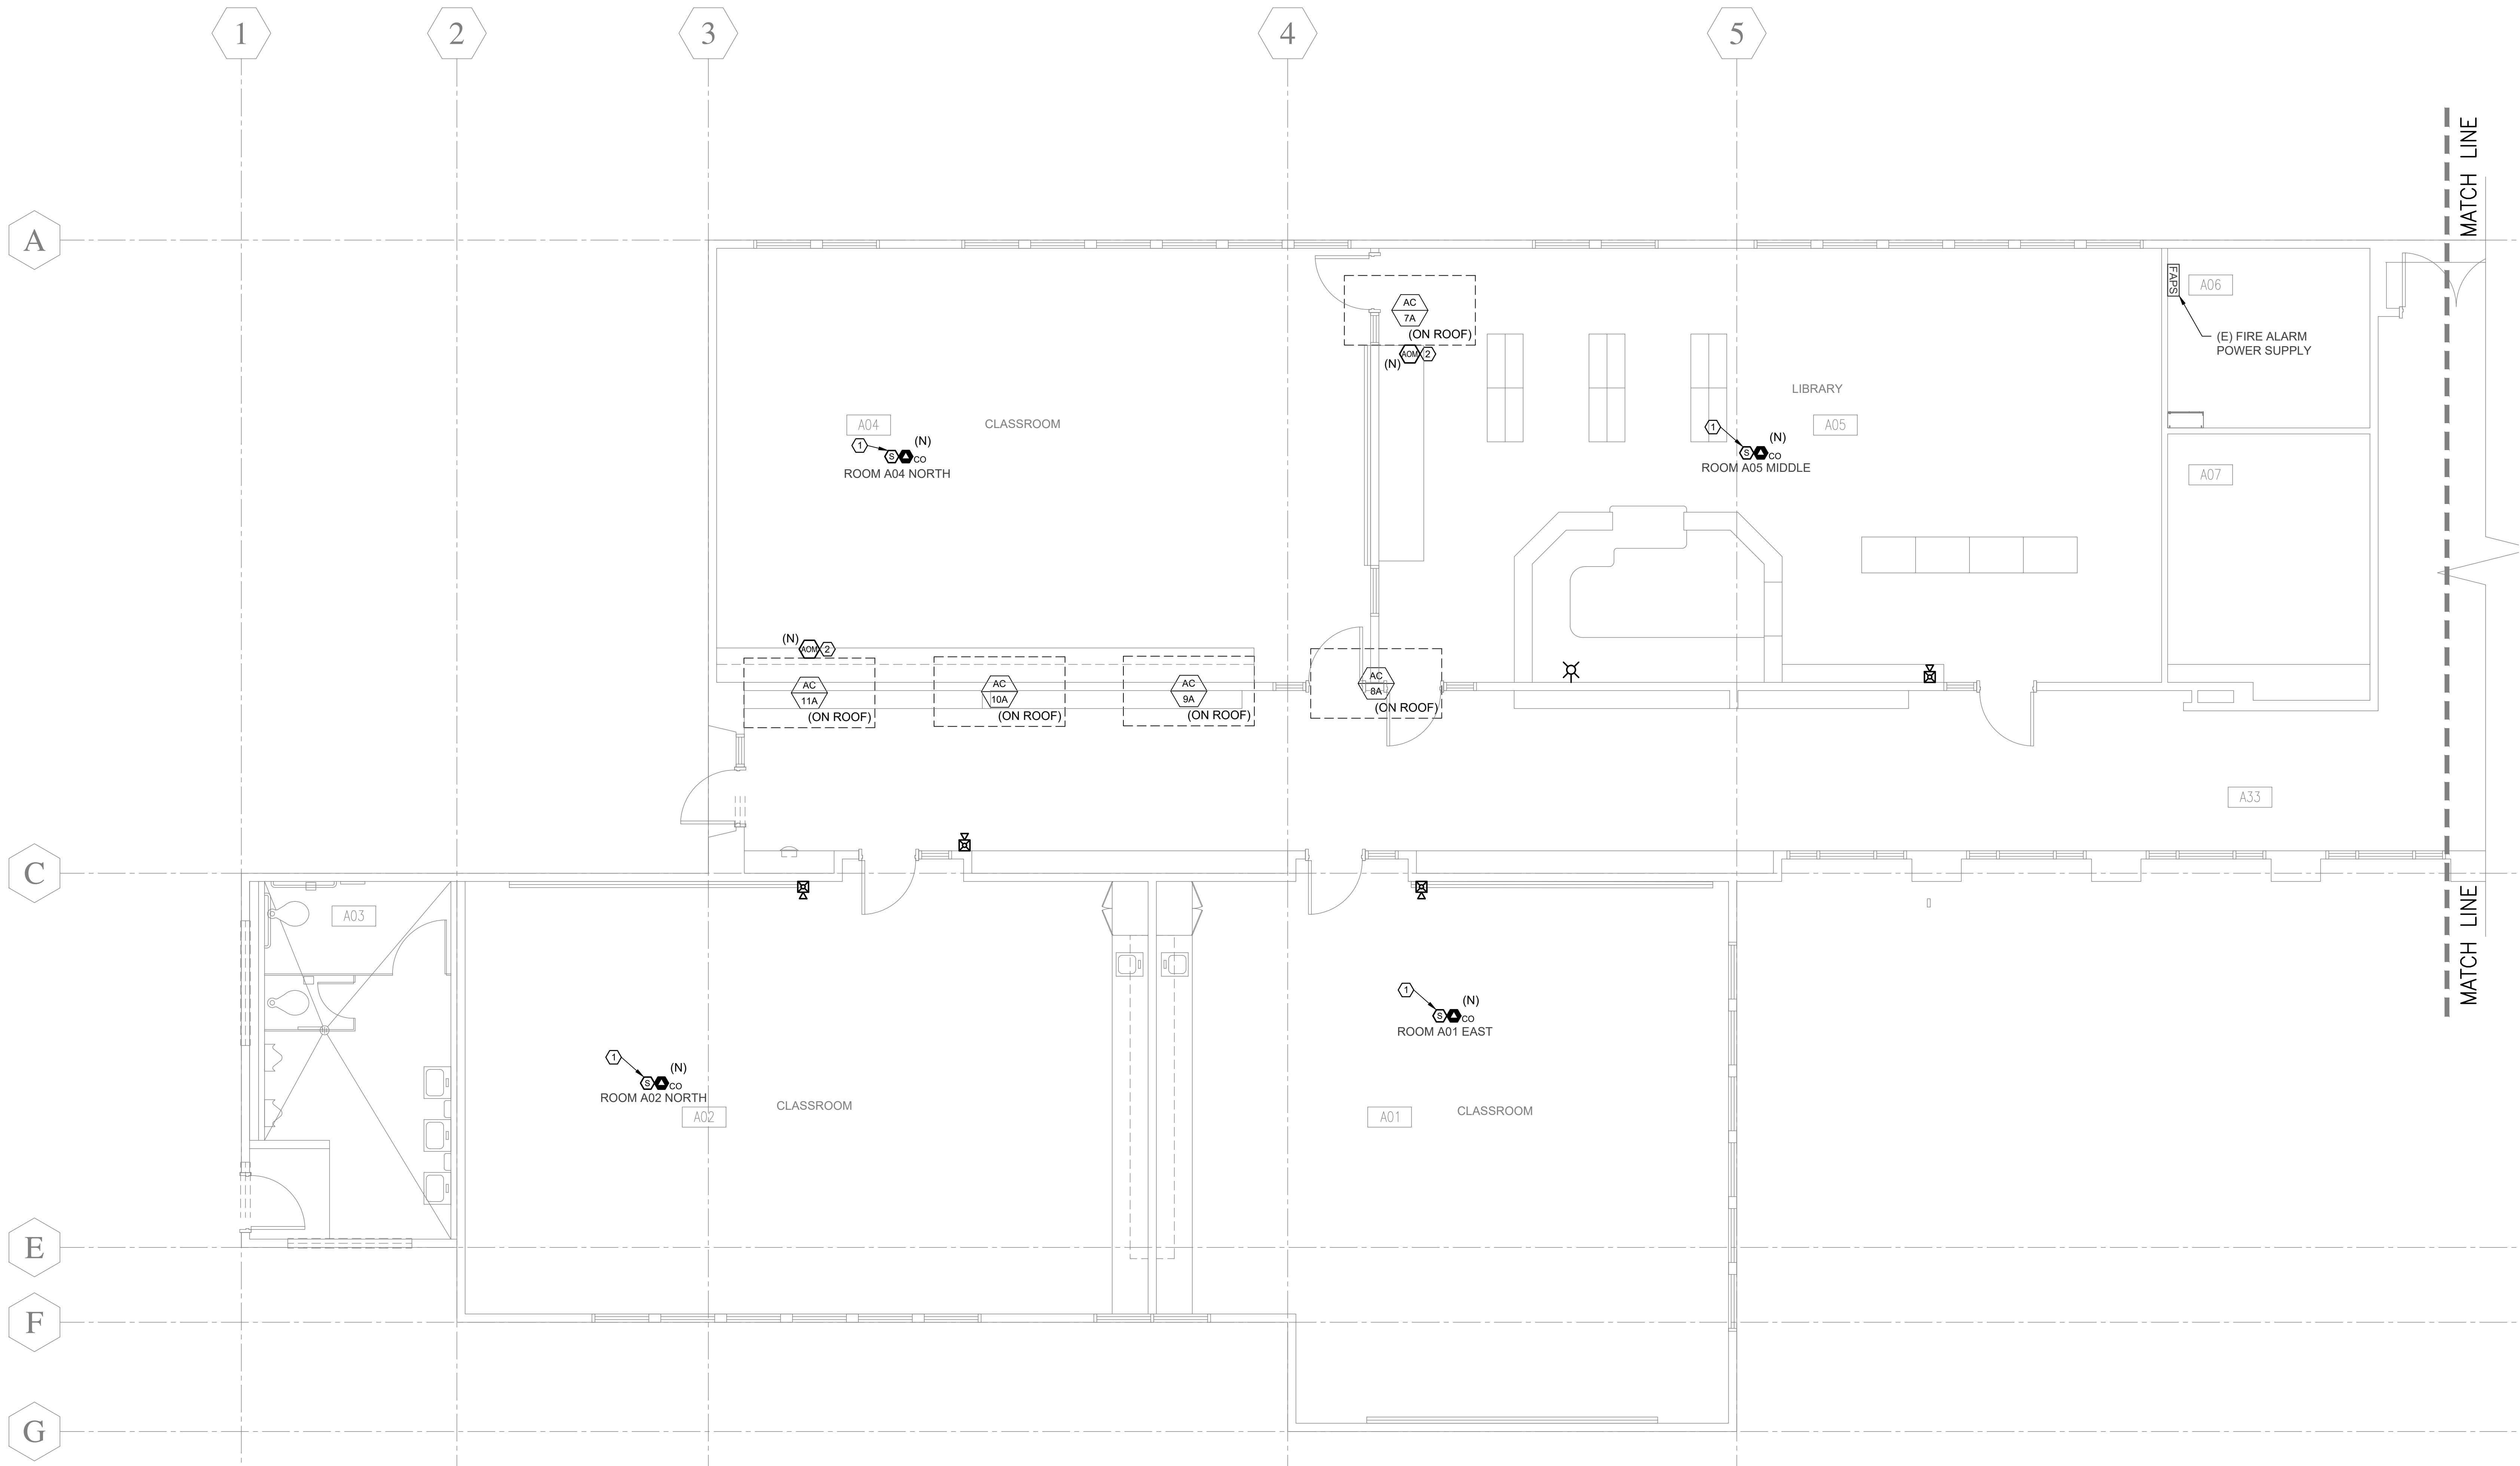 1
2
3
4
5
MATCH LINE
A
AC
7A
(ON ROOF)
(N)
AOM
2
FAPS
A06
(E) FIRE ALARM
POWER SUPPLY
LIBRARY
A05
1
(N)
S
CO
ROOM A05 MIDDLE
A04
CLASSROOM
1
(N)
S
CO
ROOM A04 NORTH
A07
(N)
AOM
2
AC
11A
(ON ROOF)
AC
10A
(ON ROOF)
AC
9A
(ON ROOF)
AC
8A
(ON ROOF)
A33
C
MATCH LINE
A03
1
(N)
S
CO
ROOM A01 EAST
1
(N)
S
CO
ROOM A02 NORTH
A02
CLASSROOM
A01
CLASSROOM
E
F
G